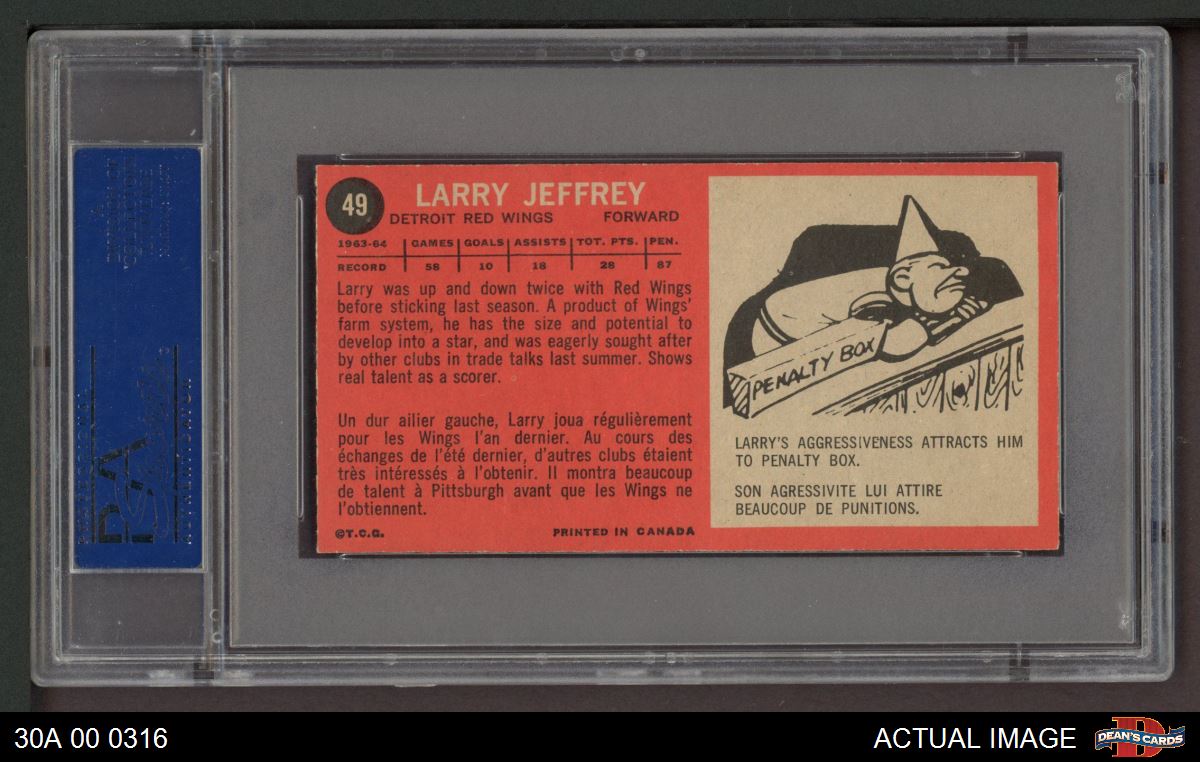 49
LARRY JEFFREY
DETROIT RED WINGS FORWARD
1963-64 GAMES GOALS ASSISTS TOT. PTS. PEN.
RECORD 58 10 18 28 87
Larry was up and down twice with Red Wings
before sticking last season. A product of Wings'
farm system, he has the size and potential to
develop into a star, and was eagerly sought after
by other clubs in trade talks last summer. Shows
real talent as a scorer.
Un dur ailier gauche, Larry joua régulièrement
pour les Wings l'an dernier. Au cours des
échanges de l'été dernier, d'autres clubs étaient
très intéressés à l'obtenir. Il montra beaucoup
de talent à Pittsburgh avant que les Wings ne
l'obtiennent.
©T.C.G. PRINTED IN CANADA
PENALTY BOX
LARRY'S AGGRESSIVENESS ATTRACTS HIM
TO PENALTY BOX.
SON AGRESSIVITE LUI ATTIRE
BEAUCOUP DE PUNITIONS.
PSA
30A 00 0316
ACTUAL IMAGE
DEAN'S CARDS